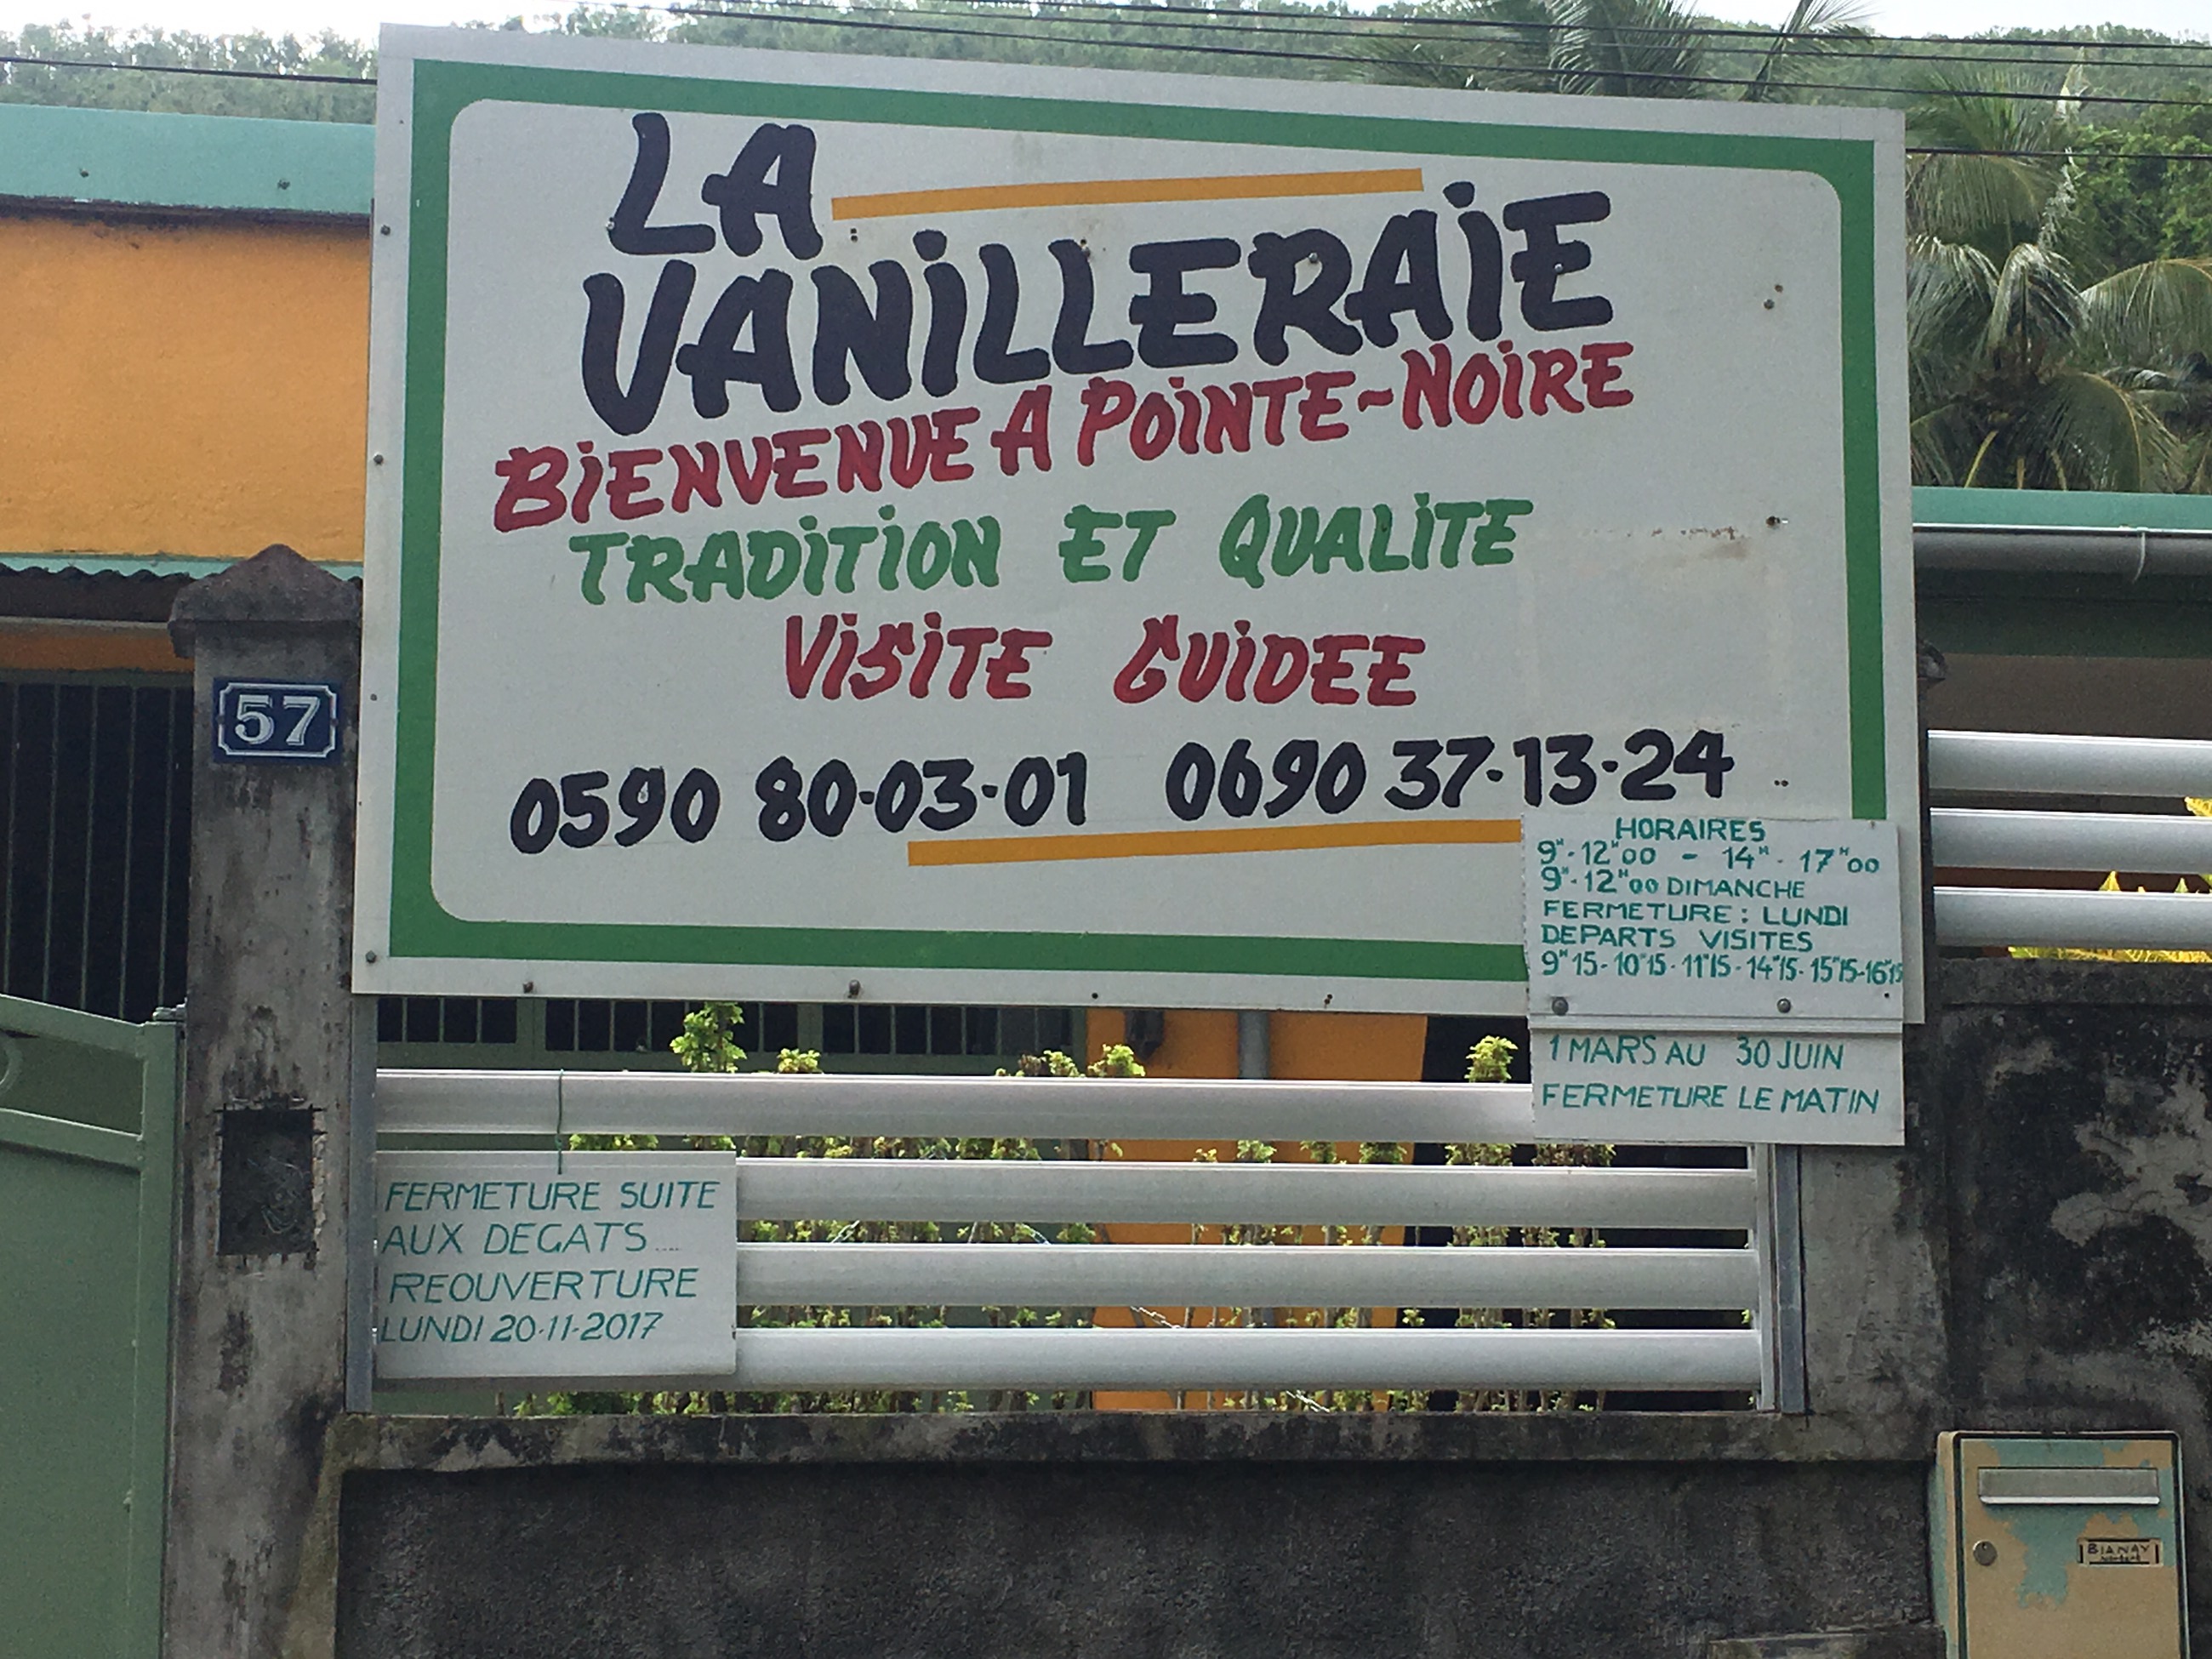 LA
VANILLERAIE
BIENVENUE A POINTE-NOIRE
TRADITION ET QUALITE
VISITE GUIDEE
0590 80·03·01 0690 37·13·24
57
HORAIRES
9H-12H00 - 14H-17H00
9H-12H00 DIMANCHE
FERMETURE: LUNDI
DEPARTS VISITES
9H15-10H15-11H15-14H15-15H15-16H15
1 MARS AU 30 JUIN
FERMETURE LE MATIN
FERMETURE SUITE
AUX DEGATS....
REOUVERTURE
LUNDI 20-11-2017
BIANAY